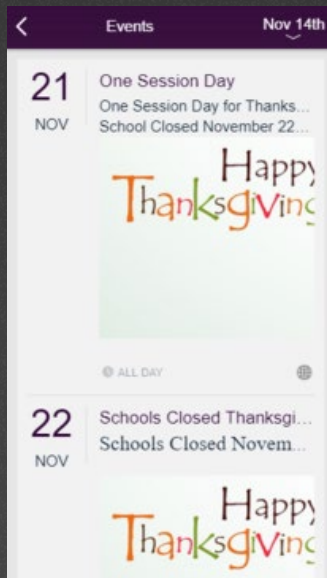 Events
Nov 14th
21
NOV
One Session Day
One Session Day for Thanks...
School Closed November 22...
Happy
Thanksgiving
ALL DAY
22
NOV
Schools Closed Thanksgi...
Schools Closed Novem...
Happy
Thanksgiving